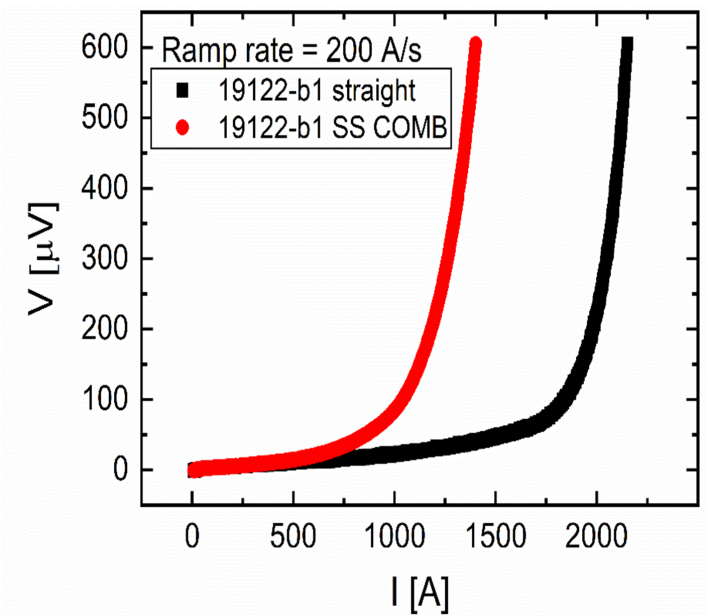 Ramp rate = 200 A/s
19122-b1 straight
19122-b1 SS COMB
600
500
400
300
200
100
0
V [μV]
0 500 1000 1500 2000
I [A]